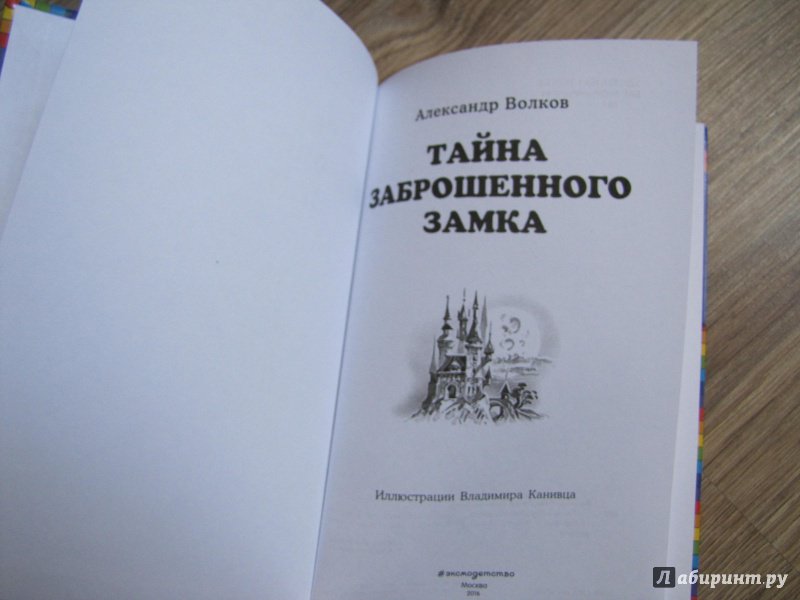 Александр Волков
ТАЙНА
ЗАБРОШЕННОГО
ЗАМКА
Иллюстрации Владимира Канивца
#эксмодетство
Москва
2016
Лабиринт.ру